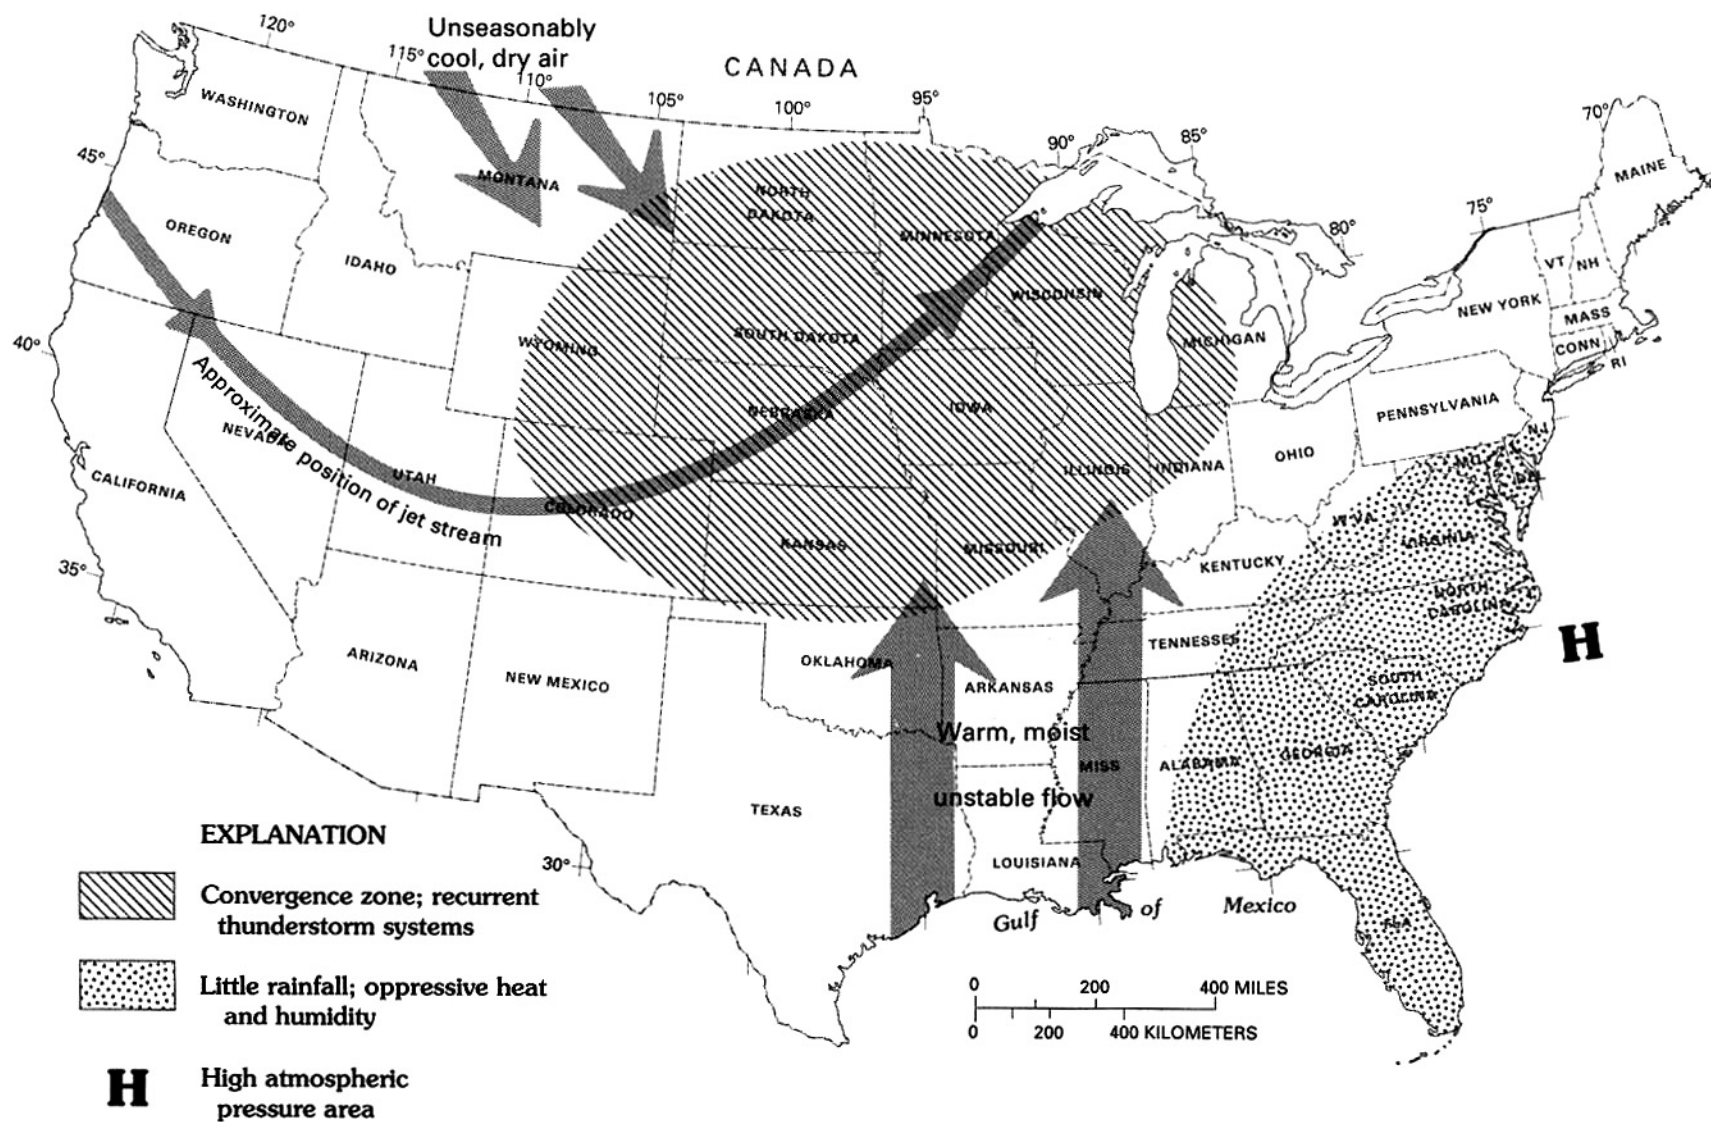 Unseasonably
cool, dry air
CANADA
120°
115°
110°
105°
100°
95°
90°
85°
80°
75°
70°
45°
40°
35°
30°
WASHINGTON
OREGON
IDAHO
MONTANA
NORTH
DAKOTA
MINNESOTA
WISCONSIN
MICHIGAN
MAINE
VT
NH
NEW YORK
MASS
CONN
RI
WYOMING
SOUTH DAKOTA
NEBRASKA
IOWA
ILLINOIS
INDIANA
OHIO
PENNSYLVANIA
NJ
MD
DEL
W VA
VIRGINIA
Approximate position of jet stream
NEVADA
UTAH
COLORADO
CALIFORNIA
KANSAS
MISSOURI
KENTUCKY
NORTH
CAROLINA
TENNESSEE
ARIZONA
NEW MEXICO
OKLAHOMA
ARKANSAS
SOUTH
CAROLINA
H
Warm, moist
unstable flow
MISS
ALABAMA
GEORGIA
TEXAS
LOUISIANA
FLA
Gulf of Mexico
0 200 400 MILES
0 200 400 KILOMETERS
EXPLANATION
Convergence zone; recurrent
thunderstorm systems
Little rainfall; oppressive heat
and humidity
H High atmospheric
pressure area